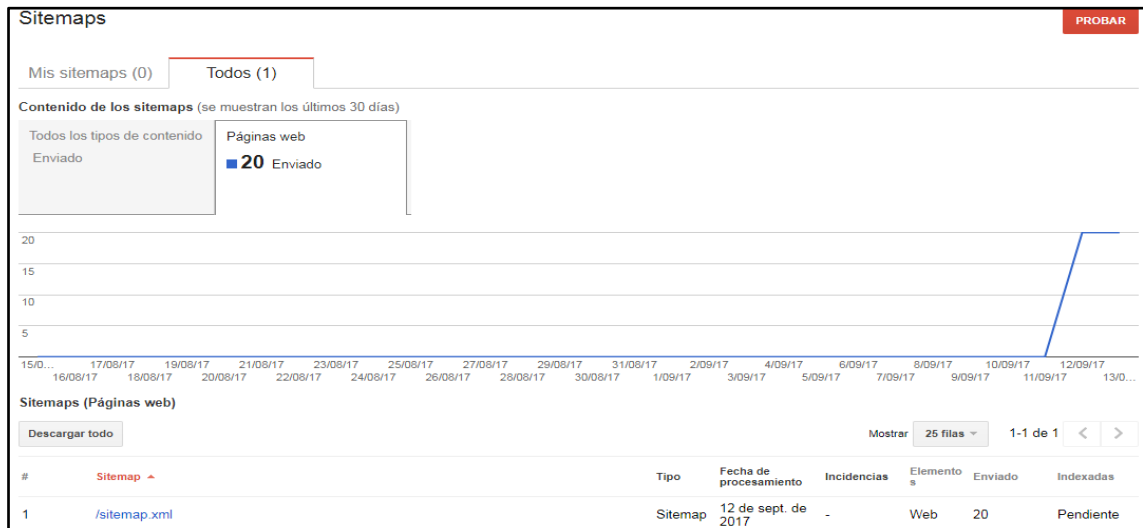 Sitemaps
PROBAR
Mis sitemaps (0)
Todos (1)
Contenido de los sitemaps (se muestran los últimos 30 días)
Todos los tipos de contenido
Enviado
Páginas web
20 Enviado
20
15
10
5
15/0... 17/08/17 19/08/17 21/08/17 23/08/17 25/08/17 27/08/17 29/08/17 31/08/17 2/09/17 4/09/17 6/09/17 8/09/17 10/09/17 12/09/17
16/08/17 18/08/17 20/08/17 22/08/17 24/08/17 26/08/17 28/08/17 30/08/17 1/09/17 3/09/17 5/09/17 7/09/17 9/09/17 11/09/17 13/0...
Sitemaps (Páginas web)
Descargar todo
Mostrar 25 filas 1-1 de 1
# Sitemap Tipo Fecha de procesamiento Incidencias Elementos Enviado Indexadas
1 /sitemap.xml Sitemap 12 de sept. de 2017 - Web 20 Pendiente